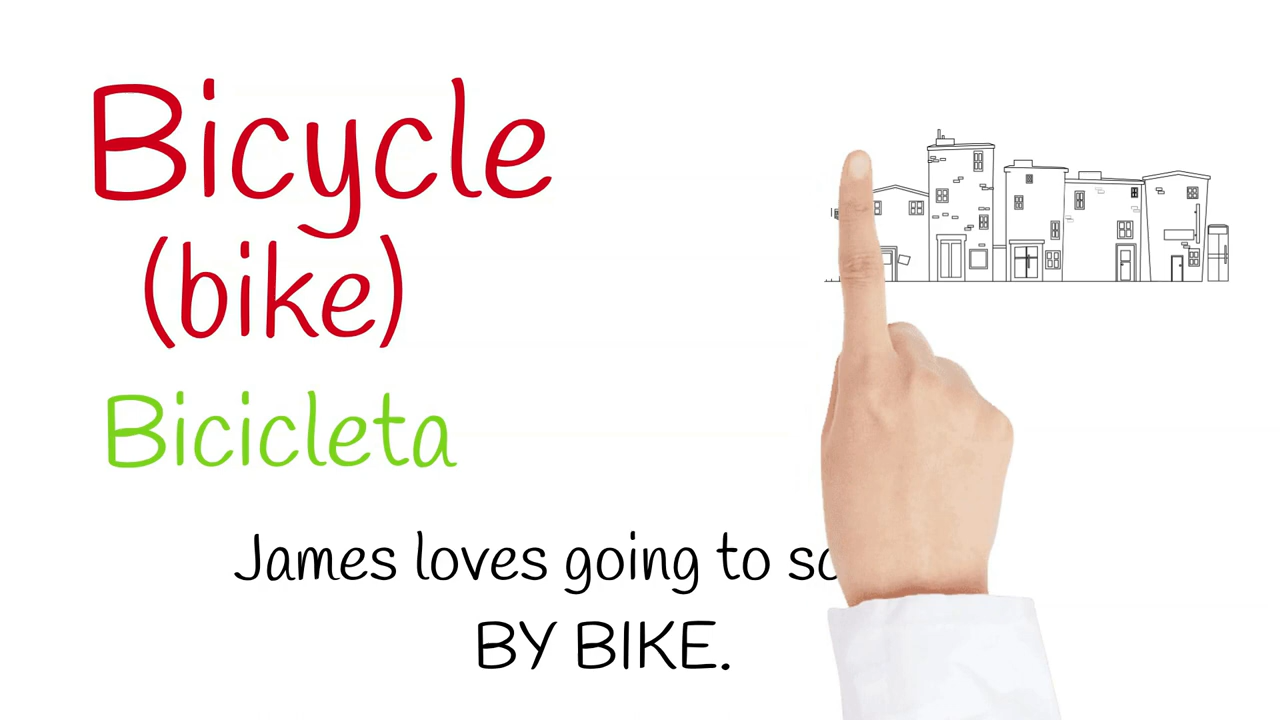 Bicycle
(bike)
Bicicleta
James loves going to
BY BIKE.